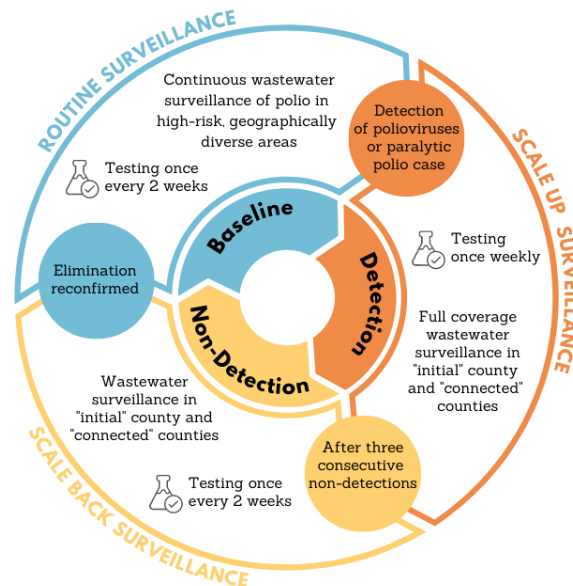 ROUTINE SURVEILLANCE
Continuous wastewater
surveillance of polio in
high-risk, geographically
diverse areas
Testing once
every 2 weeks
Baseline
Detection
of polioviruses
or paralytic
polio case
SCALE UP SURVEILLANCE
Testing
once weekly
Detection
Full coverage
wastewater
surveillance in
"initial" county
and "connected"
counties
After three
consecutive
non-detections
Non-Detection
SCALE BACK SURVEILLANCE
Wastewater
surveillance in
"initial" county and
"connected" counties
Testing once
every 2 weeks
Elimination
reconfirmed